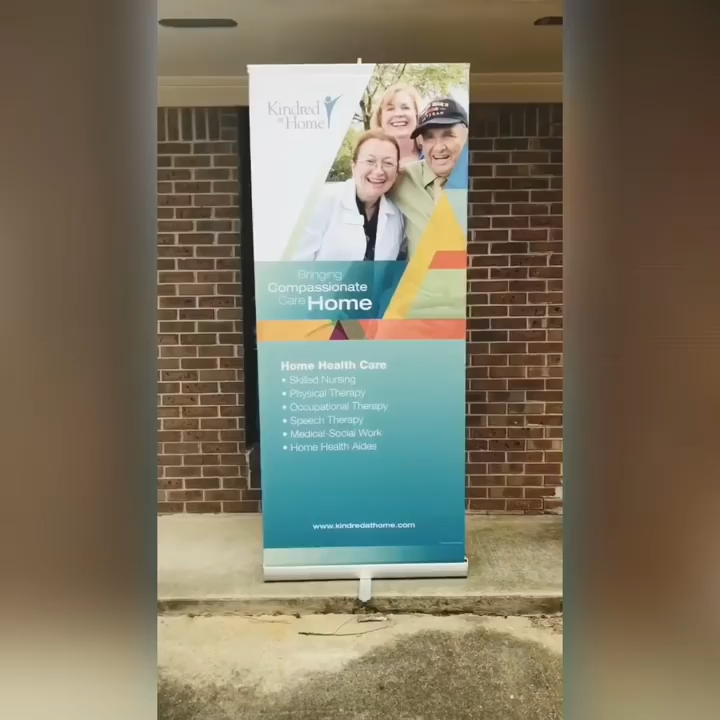 Kindred
at Home
Bringing
Compassionate
Care Home
Home Health Care
• Skilled Nursing
• Physical Therapy
• Occupational Therapy
• Speech Therapy
• Medical-Social Work
• Home Health Aides
www.kindredathome.com